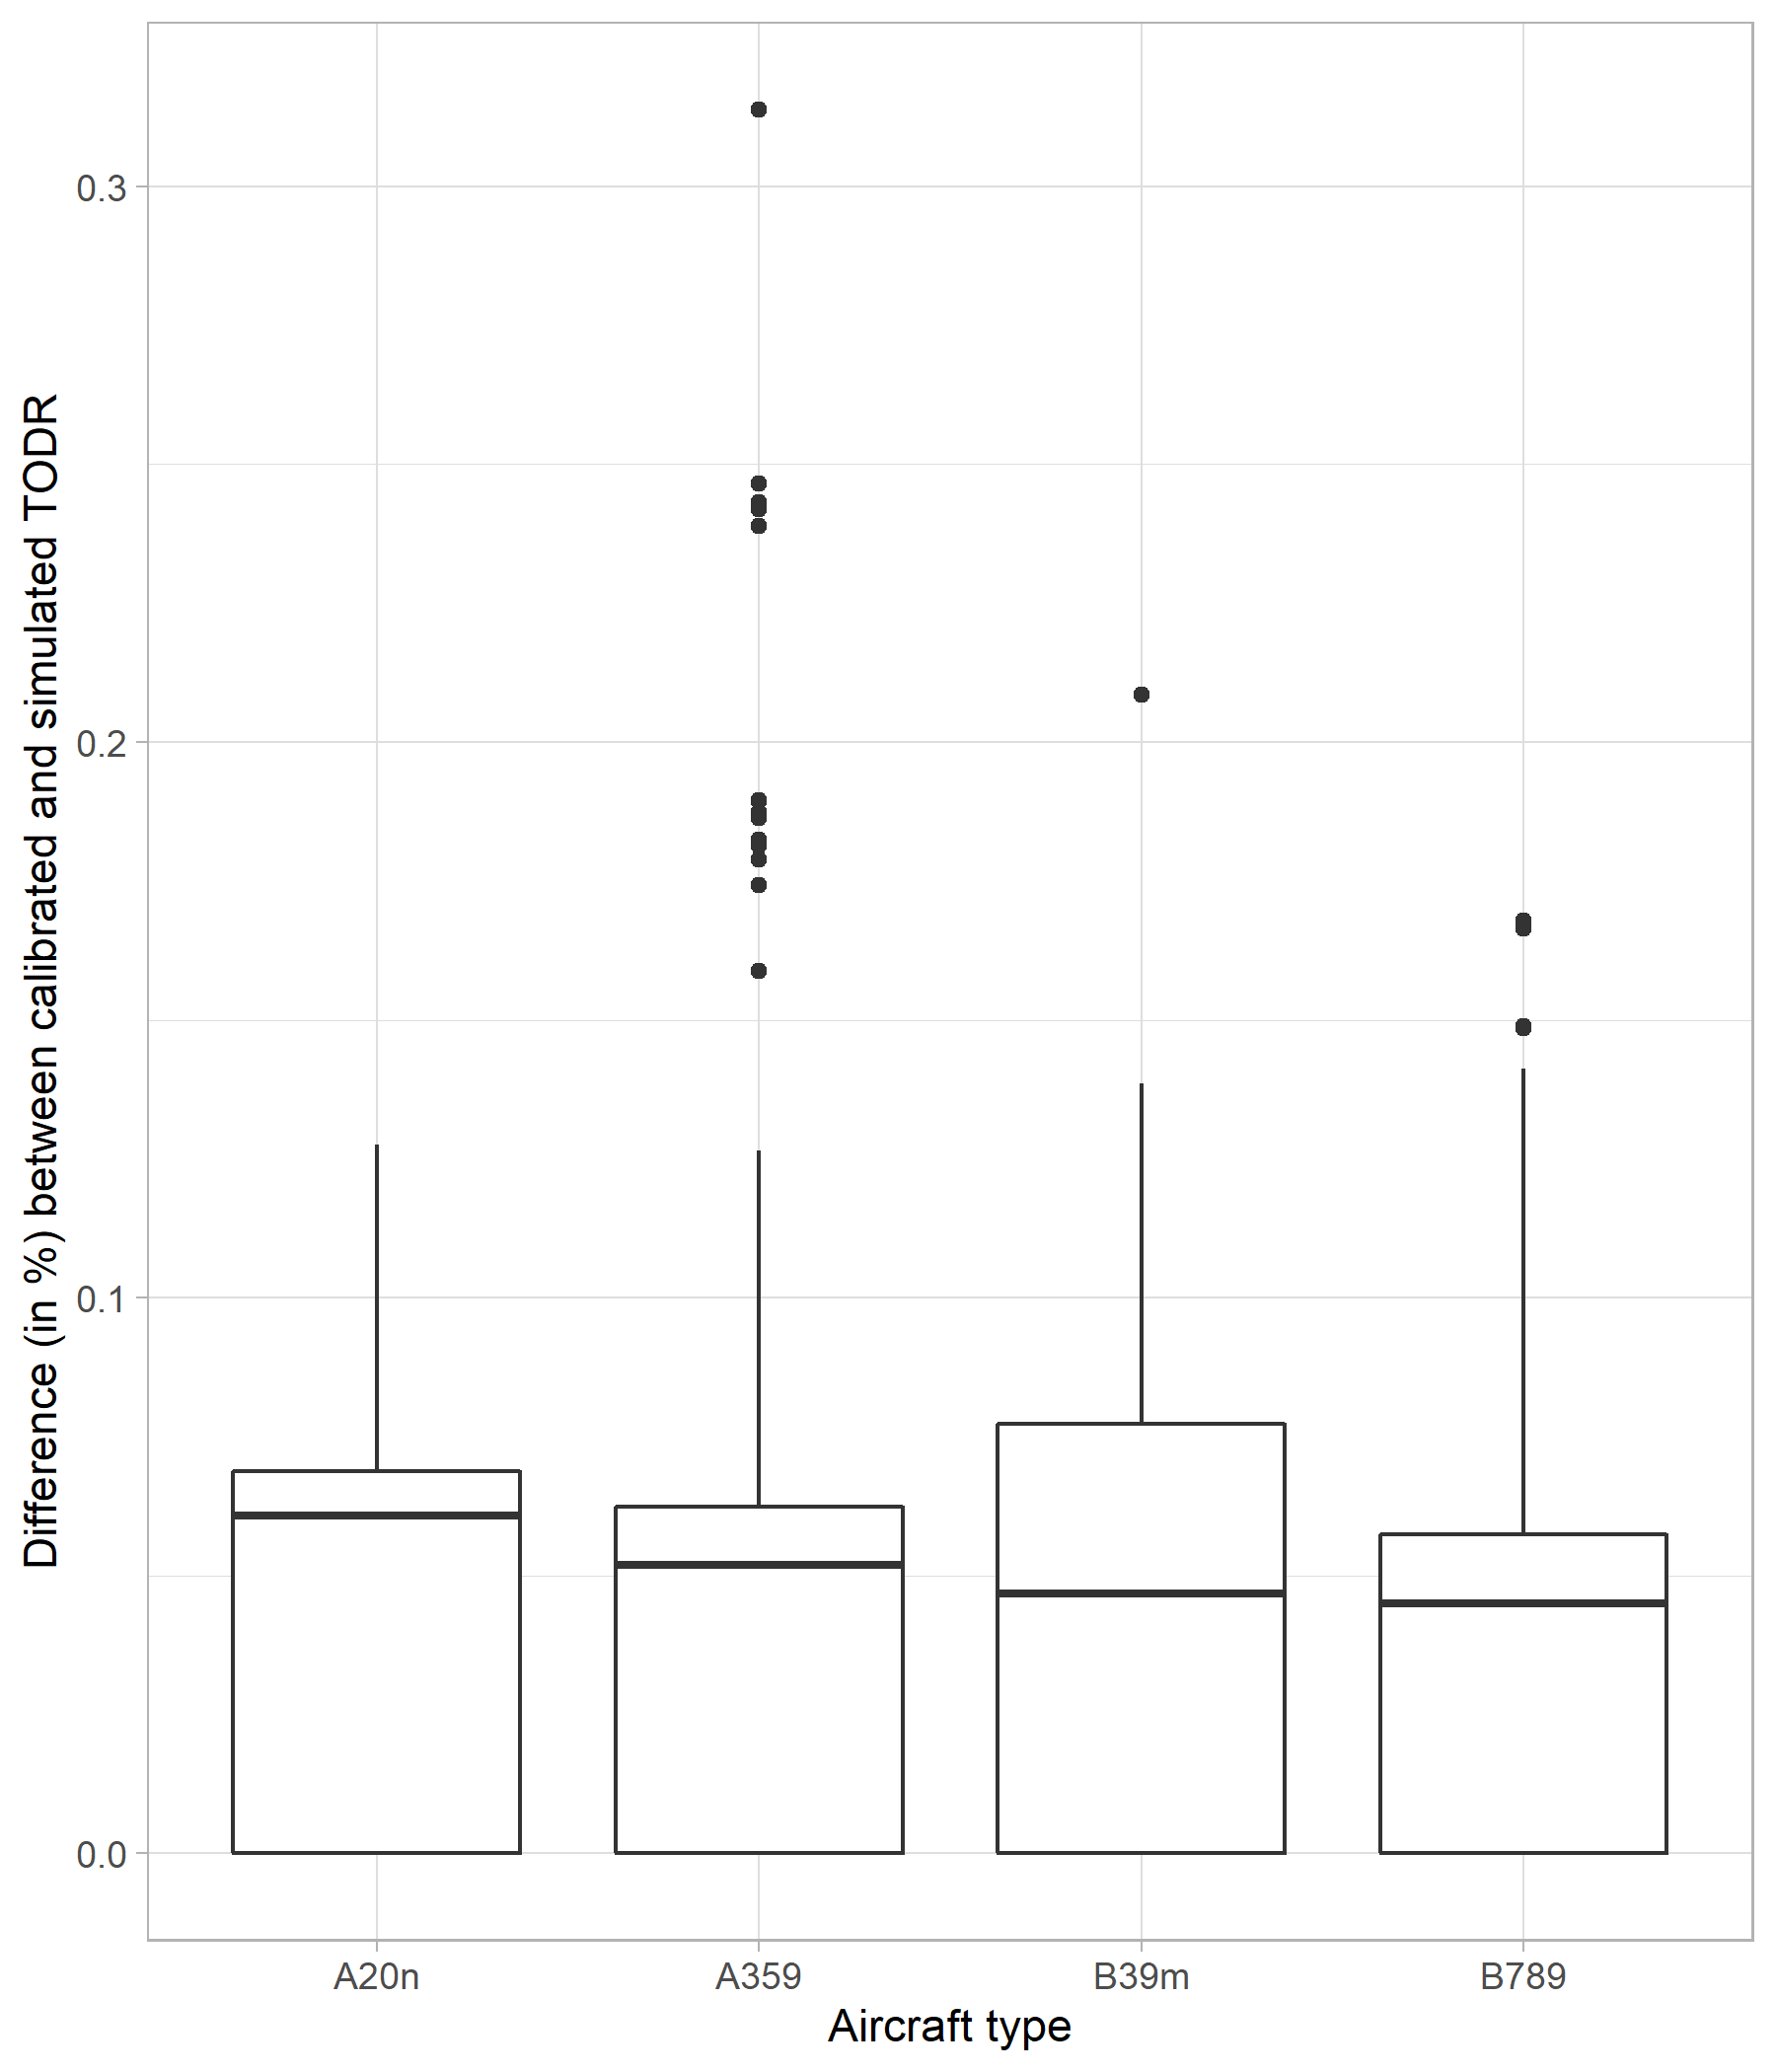 Difference (in %) between calibrated and simulated TODR
0.3
0.2
0.1
0.0
A20n A359 B39m B789
Aircraft type